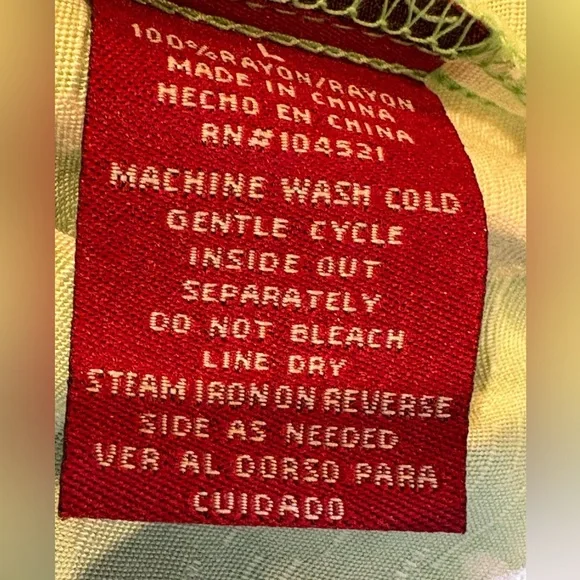 L
100% RAYON/RAYON
MADE IN CHINA
HECHO EN CHINA
RN#104521
MACHINE WASH COLD
GENTLE CYCLE
INSIDE OUT
SEPARATELY
DO NOT BLEACH
LINE DRY
STEAM IRON ON REVERSE
SIDE AS NEEDED
VER AL DORSO PARA
CUIDADO